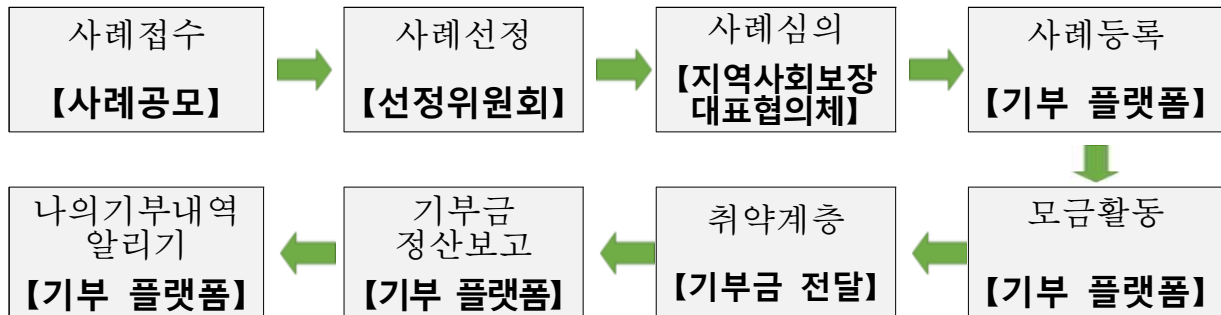 사례접수
【사례공모】
사례선정
【선정위원회】
사례심의
【지역사회보장
대표협의체】
사례등록
【기부 플랫폼】
모금활동
【기부 플랫폼】
취약계층
【기부금 전달】
기부금
정산보고
【기부 플랫폼】
나의기부내역
알리기
【기부 플랫폼】